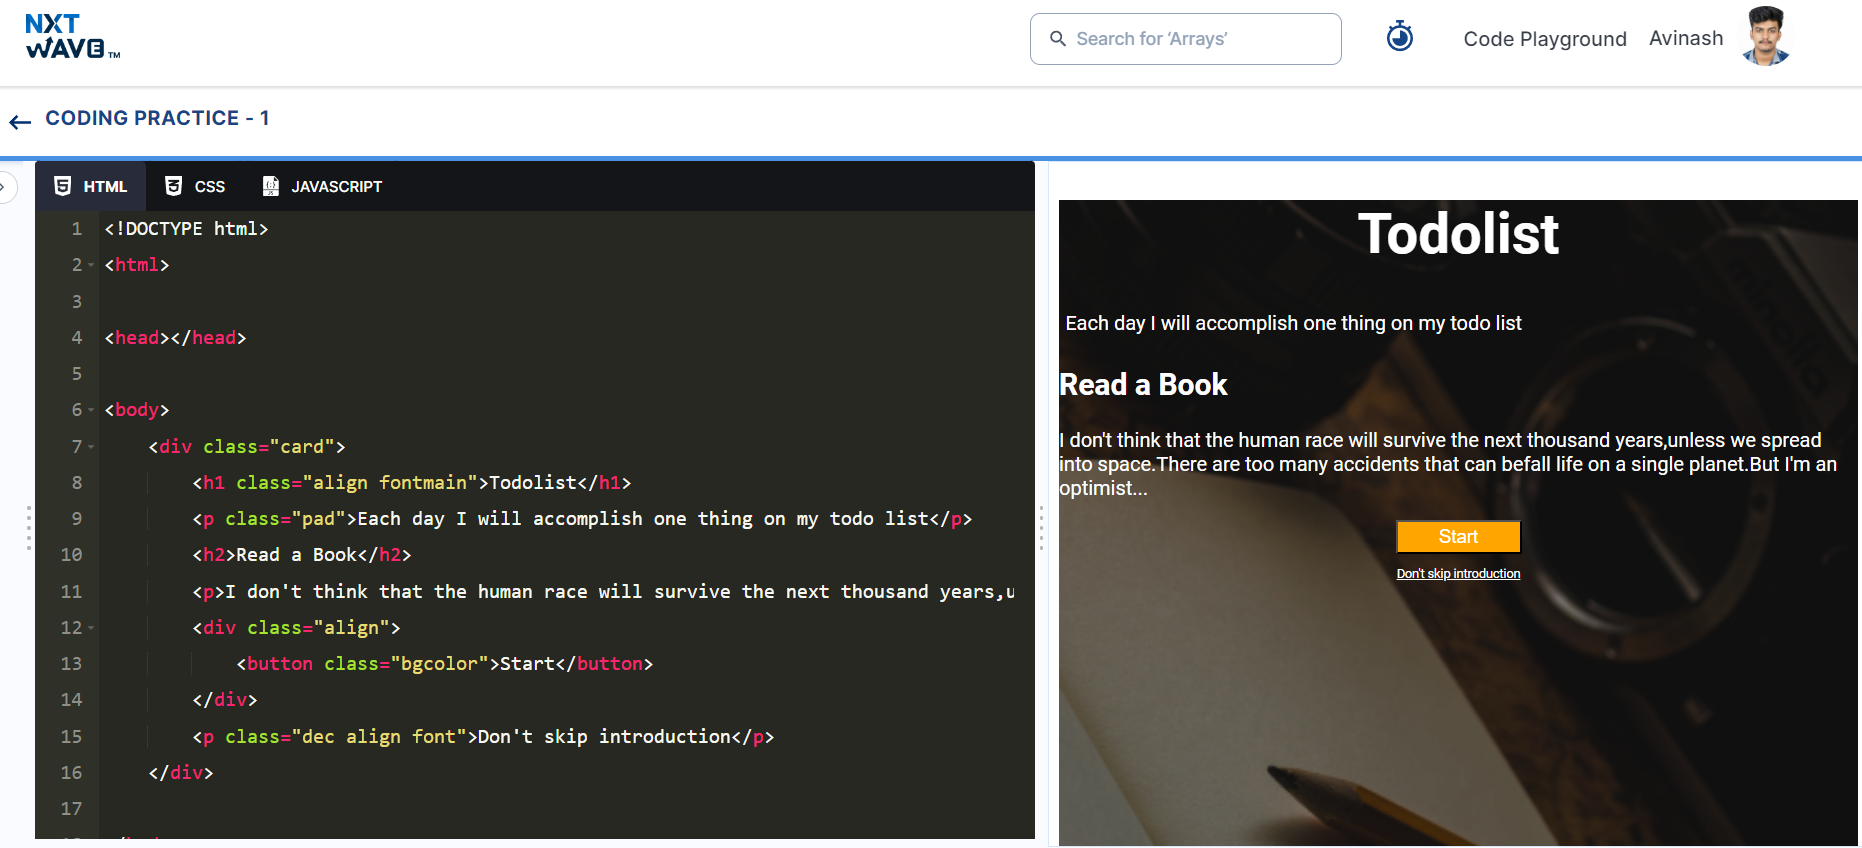 NXT
WAVE™
Search for ‘Arrays’
Code Playground
Avinash
CODING PRACTICE - 1
HTML
CSS
JAVASCRIPT
1 <!DOCTYPE html>
2 <html>
3
4 <head></head>
5
6 <body>
7 <div class="card">
8 <h1 class="align fontmain">Todolist</h1>
9 <p class="pad">Each day I will accomplish one thing on my todo list</p>
10 <h2>Read a Book</h2>
11 <p>I don't think that the human race will survive the next thousand years,u
12 <div class="align">
13 <button class="bgcolor">Start</button>
14 </div>
15 <p class="dec align font">Don't skip introduction</p>
16 </div>
17
Todolist
Each day I will accomplish one thing on my todo list
Read a Book
I don't think that the human race will survive the next thousand years,unless we spread
into space.There are too many accidents that can befall life on a single planet.But I'm an
optimist...
Start
Don't skip introduction